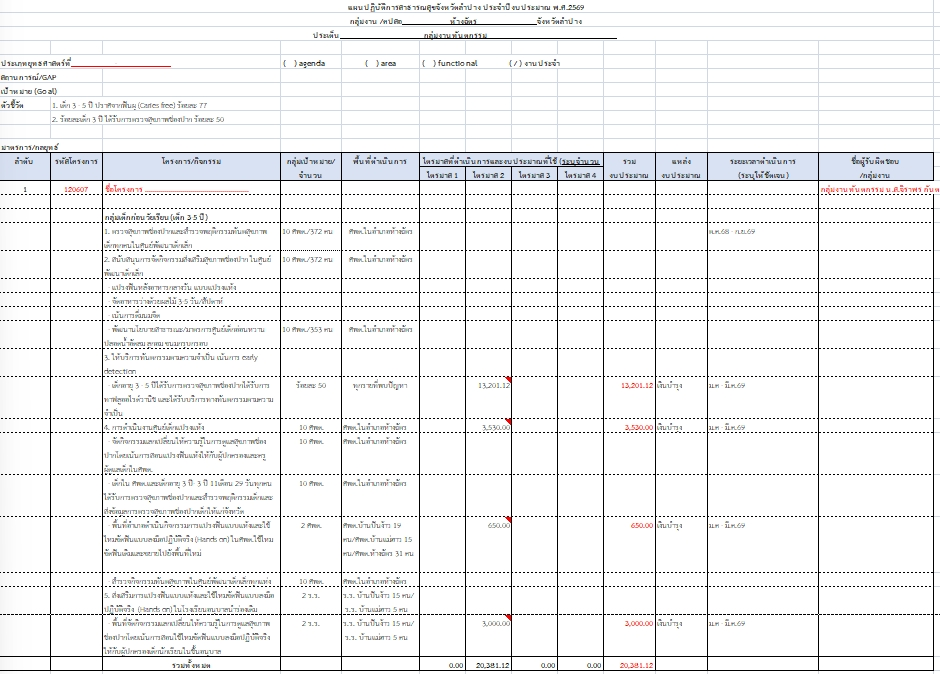 แผนปฏิบัติการสาธารณสุขจังหวัดลำปาง ประจำปีงบประมาณ พ.ศ.2569
กลุ่มงาน /คปสอ. ห้างฉัตร จังหวัดลำปาง
ประเด็น กลุ่มงานทันตกรรม
ประเภทยุทธศาสตร์ที่ -
( ) agenda ( ) area ( ) functional ( / ) งานประจำ
สถานการณ์/GAP
เป้าหมาย (Goal)
ตัวชี้วัด 1. เด็ก 3 - 5 ปี ปราศจากฟันผุ (Caries free) ร้อยละ 77
2. ร้อยละเด็ก 3 ปี ได้รับการตรวจสุขภาพช่องปาก ร้อยละ 50
มาตรการ/กลยุทธ์
ลำดับ รหัสโครงการ โครงการ/กิจกรรม กลุ่มเป้าหมาย/ พื้นที่ดำเนินการ ไตรมาสที่ดำเนินการและงบประมาณที่ใช้ (ระบุจำนวน รวม แหล่ง ระยะเวลาดำเนินการ ชื่อผู้รับผิดชอบ
จำนวน ไตรมาส 1 ไตรมาส 2 ไตรมาส 3 ไตรมาส 4 งบประมาณ งบประมาณ (ระบุให้ชัดเจน) /กลุ่มงาน
1 120607 ชื่อโครงการ กลุ่มงานทันตกรรม น.ส.จิราพร
กลุ่มเด็กก่อนวัยเรียน (เด็ก 3-5 ปี )
1. ตรวจสุขภาพช่องปากและสำรวจพฤติกรรมทันตสุขภาพ 10 ศพด./372 คน ศพด.ในอำเภอห้างฉัตร ต.ค.68 - ก.ย.69
เด็กทุกคนในศูนย์พัฒนาเด็กเล็ก
2. สนับสนุนการจัดกิจกรรมส่งเสริมสุขภาพช่องปาก ในศูนย์ 10 ศพด./372 คน ศพด.ในอำเภอห้างฉัตร
พัฒนาเด็กเล็ก
- แปรงฟันหลังอาหารกลางวัน แบบแปรงแห้ง
- จัดอาหารว่างด้วยผลไม้ 3-5 วัน/สัปดาห์
- เน้นการดื่มนมจืด
- พัฒนานโยบายสาธารณะ/มาตรการศูนย์เด็กอ่อนหวาน 10 ศพด./353 คน ศพด.ในอำเภอห้างฉัตร
ปลอดน้ำอัดลม ลูกอม ขนมกรุบกรอบ
3. ให้บริการทันตกรรมตามความจำเป็น เน้นการ early
detection
- เด็กอายุ 3 - 5 ปีได้รับการตรวจสุขภาพช่องปากได้รับการ ร้อยละ 50 ทุกรายที่พบปัญหา 13,201.12 13,201.12 เงินบำรุง ม.ค - มี.ค.69
ทาฟลูออไรด์วานิช และได้รับบริการทางทันตกรรมตามความ
จำเป็น
4. การดำเนินงานศูนย์เด็กแปรงแห้ง 10 ศพด. ศพด.ในอำเภอห้างฉัตร 3,530.00 3,530.00 เงินบำรุง ม.ค - มี.ค.69
- จัดกิจกรรมแลกเปลี่ยนให้ความรู้ในการดูแลสุขภาพช่อง 10 ศพด. ศพด.ในอำเภอห้างฉัตร
ปากโดยเน้นการสอนแปรงฟันแห้งให้กับผู้ปกครองและครู
ผู้ดูแลเด็กในศพด.
- เด็กใน ศพด.และเด็กอายุ 3 ปี- 3 ปี 11เดือน 29 วันทุกคน 10 ศพด. ศพด.ในอำเภอห้างฉัตร
ได้รับการตรวจสุขภาพช่องปากและสำรวจพฤติกรรมเด็กและ
ส่งข้อมูลการตรวจสุขภาพช่องปากเด็กให้แก่จังหวัด
- พื้นที่อำเภอดำเนินกิจกรรมการแปรงฟันแบบแห้งและใช้ 2 ศพด. ศพด.บ้านปันง้าว 19 650.00 650.00 เงินบำรุง ม.ค - มี.ค.69
ไหมขัดฟันแบบลงมือปฏิบัติจริง (Hands on) ในศพด.ใช้ไหม คน/ศพด.บ้านแม่ฮาว 15
ขัดฟันเดิมและขยายไปยังพื้นที่ใหม่ คน/ศพด.ห้างฉัตร 31 คน
- สำรวจกิจกรรมทันตสุขภาพในศูนย์พัฒนาเด็กเล็กทุกแห่ง 10 ศพด. ศพด.ในอำเภอห้างฉัตร
5. ส่งเสริมการแปรงฟันแบบแห้งและใช้ไหมขัดฟันแบบลงมือ 2 ร.ร. ร.ร. บ้านปันง้าว 15 คน/
ปฏิบัติจริง (Hands on) ในโรงเรียนอนุบาลนำร่องเดิม ร.ร. บ้านแม่ฮาว 5 คน
- พื้นที่จัดกิจกรรมแลกเปลี่ยนให้ความรู้ในการดูแลสุขภาพ 2 ร.ร. ร.ร. บ้านปันง้าว 15 คน/ 3,000.00 3,000.00 เงินบำรุง ม.ค - มี.ค.69
ช่องปากโดยเน้นการสอนใช้ไหมขัดฟันแบบลงมือปฏิบัติจริง ร.ร. บ้านแม่ฮาว 5 คน
ให้กับผู้ปกครองเด็กนักเรียนในชั้นอนุบาล
รวมทั้งหมด 0.00 20,381.12 0.00 0.00 20,381.12